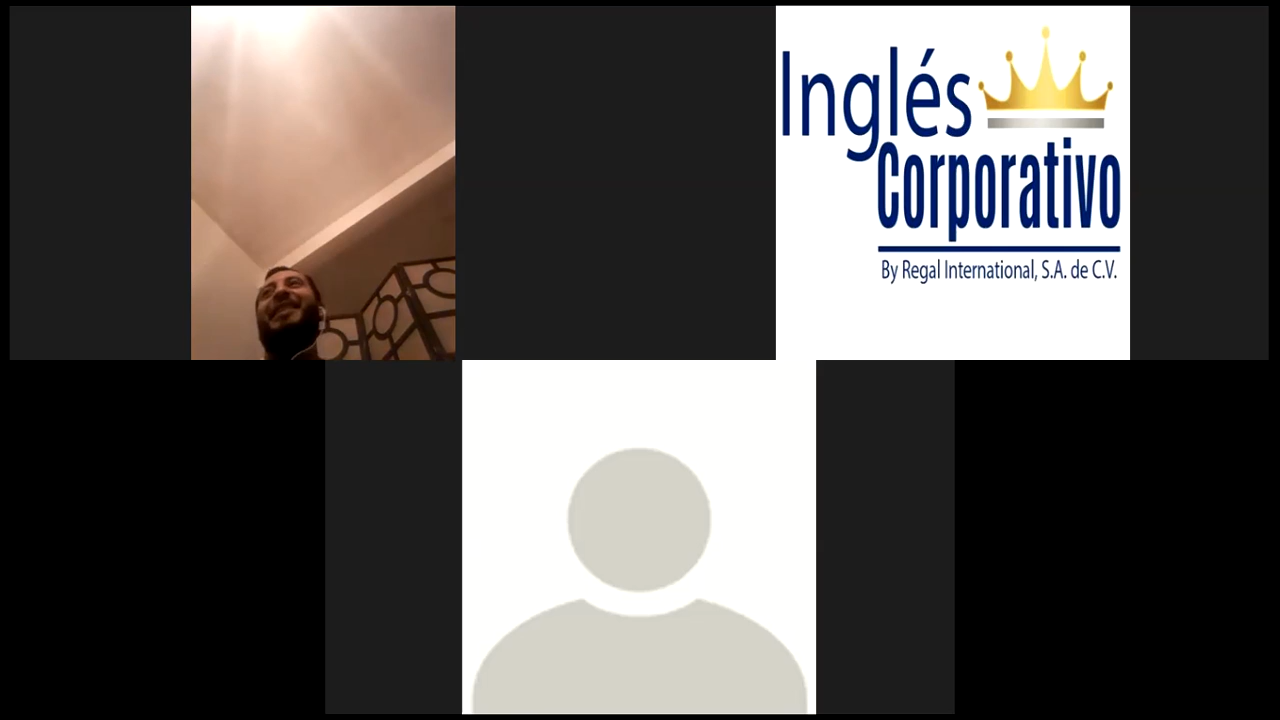 Inglés
Corporativo
By Regal International, S.A. de C.V.